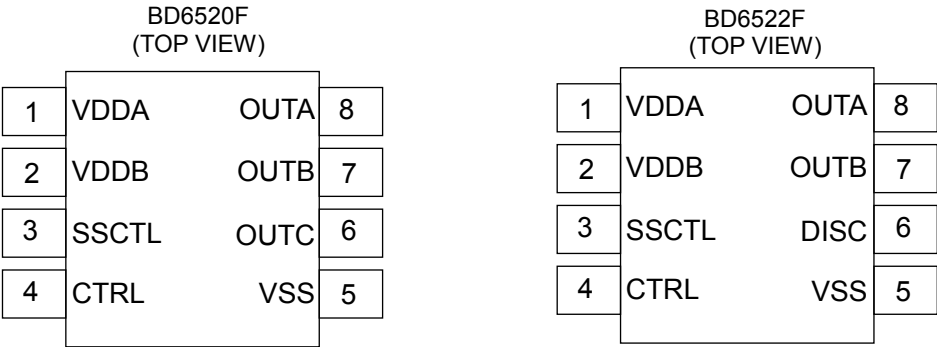 BD6520F
(TOP VIEW)
1 VDDA OUTA 8
2 VDDB OUTB 7
3 SSCTL OUTC 6
4 CTRL VSS 5
BD6522F
(TOP VIEW)
1 VDDA OUTA 8
2 VDDB OUTB 7
3 SSCTL DISC 6
4 CTRL VSS 5